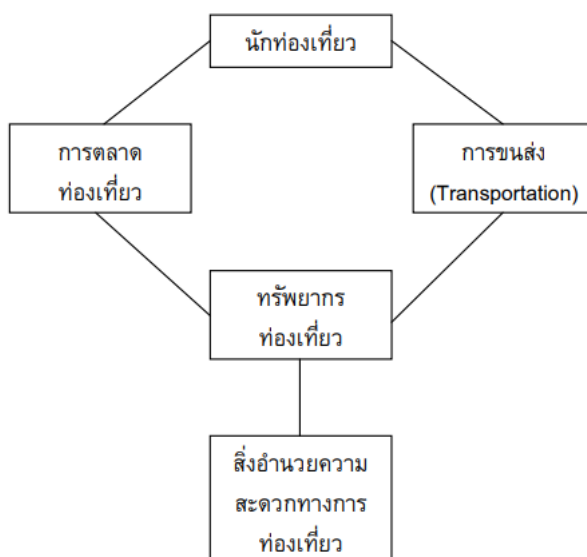 นักท่องเที่ยว
การตลาด
ท่องเที่ยว
การขนส่ง
(Transportation)
ทรัพยากร
ท่องเที่ยว
สิ่งอำนวยความ
สะดวกทางการ
ท่องเที่ยว